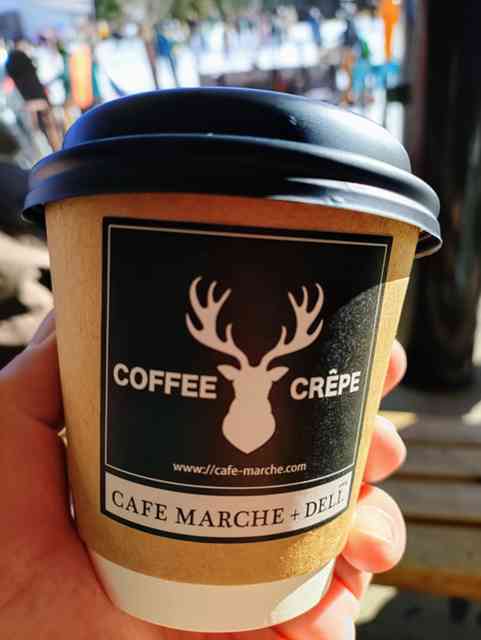 COFFEE CRÊPE
www.//cafe-marche.com
CAFE MARCHE + DELI.